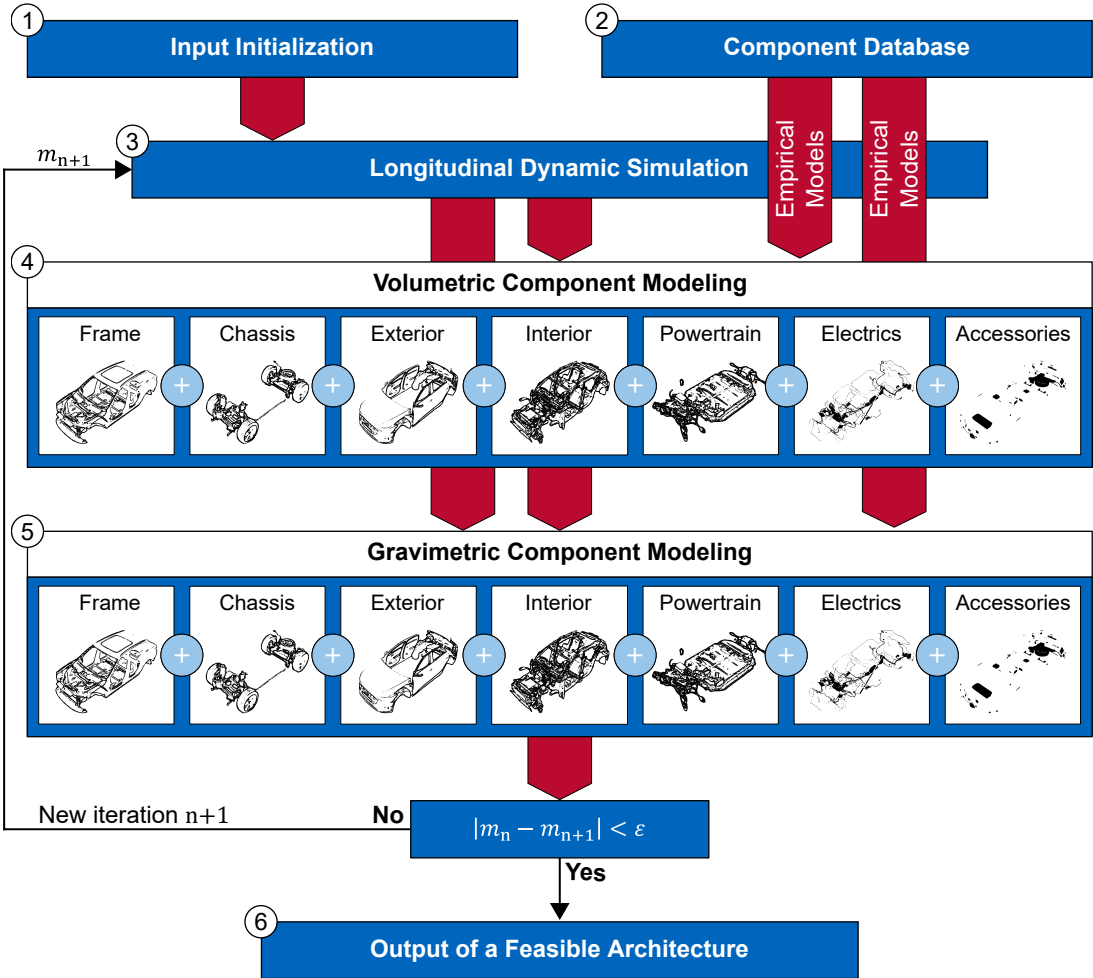 1
Input Initialization
2
Component Database
3
m_{n+1}
Longitudinal Dynamic Simulation
Empirical
Models
Empirical
Models
4
Volumetric Component Modeling
Frame
Chassis
Exterior
Interior
Powertrain
Electrics
Accessories
+
+
+
+
+
+
5
Gravimetric Component Modeling
Frame
Chassis
Exterior
Interior
Powertrain
Electrics
Accessories
+
+
+
+
+
+
New iteration n+1
No
|m_n − m_{n+1}| < ε
Yes
6
Output of a Feasible Architecture